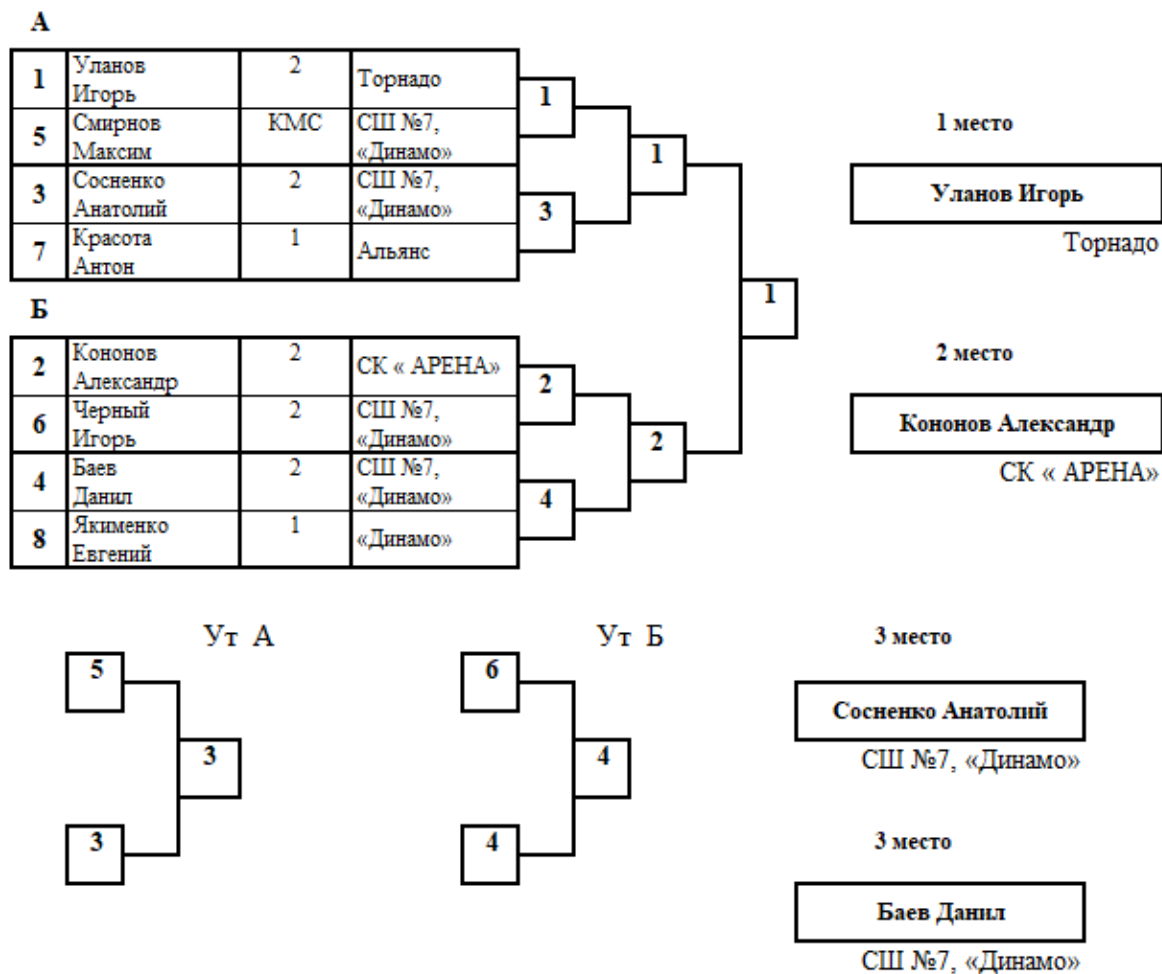 А
1 Уланов Игорь 2 Торнадо
5 Смирнов Максим КМС СШ №7, «Динамо»
3 Сосненко Анатолий 2 СШ №7, «Динамо»
7 Красота Антон 1 Альянс
1
3
1
1
1 место
Уланов Игорь
Торнадо
Б
2 Кононов Александр 2 СК « АРЕНА»
6 Черный Игорь 2 СШ №7, «Динамо»
4 Баев Данил 2 СШ №7, «Динамо»
8 Якименко Евгений 1 «Динамо»
2
4
2
2 место
Кононов Александр
СК « АРЕНА»
Ут А
5
3
3
Ут Б
6
4
4
3 место
Сосненко Анатолий
СШ №7, «Динамо»
3 место
Баев Данил
СШ №7, «Динамо»